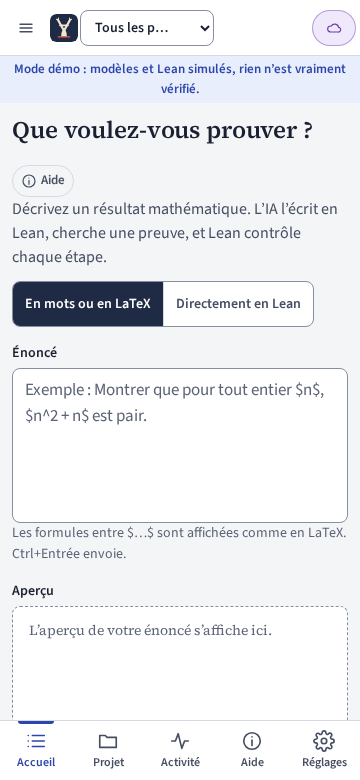 Tous les p…
Mode démo : modèles et Lean simulés, rien n’est vraiment
vérifié.
Que voulez-vous prouver ?
Aide
Décrivez un résultat mathématique. L’IA l’écrit en
Lean, cherche une preuve, et Lean contrôle
chaque étape.
En mots ou en LaTeX
Directement en Lean
Énoncé
Exemple : Montrer que pour tout entier $n$,
$n^2 + n$ est pair.
Les formules entre $…$ sont affichées comme en LaTeX.
Ctrl+Entrée envoie.
Aperçu
L’aperçu de votre énoncé s’affiche ici.
Accueil
Projet
Activité
Aide
Réglages